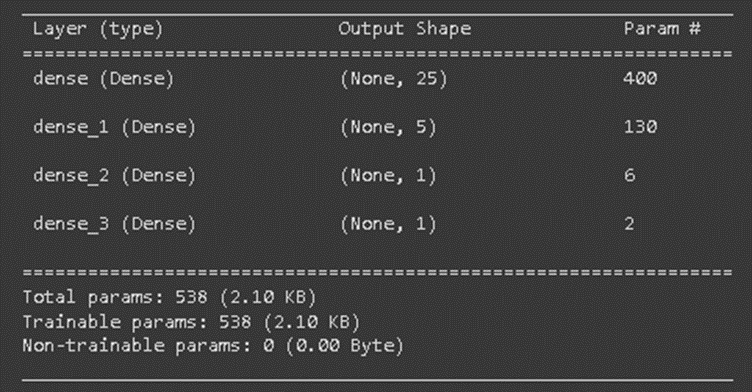 Layer (type) Output Shape Param #
=================================================================
dense (Dense) (None, 25) 400
dense_1 (Dense) (None, 5) 130
dense_2 (Dense) (None, 1) 6
dense_3 (Dense) (None, 1) 2
=================================================================
Total params: 538 (2.10 KB)
Trainable params: 538 (2.10 KB)
Non-trainable params: 0 (0.00 Byte)